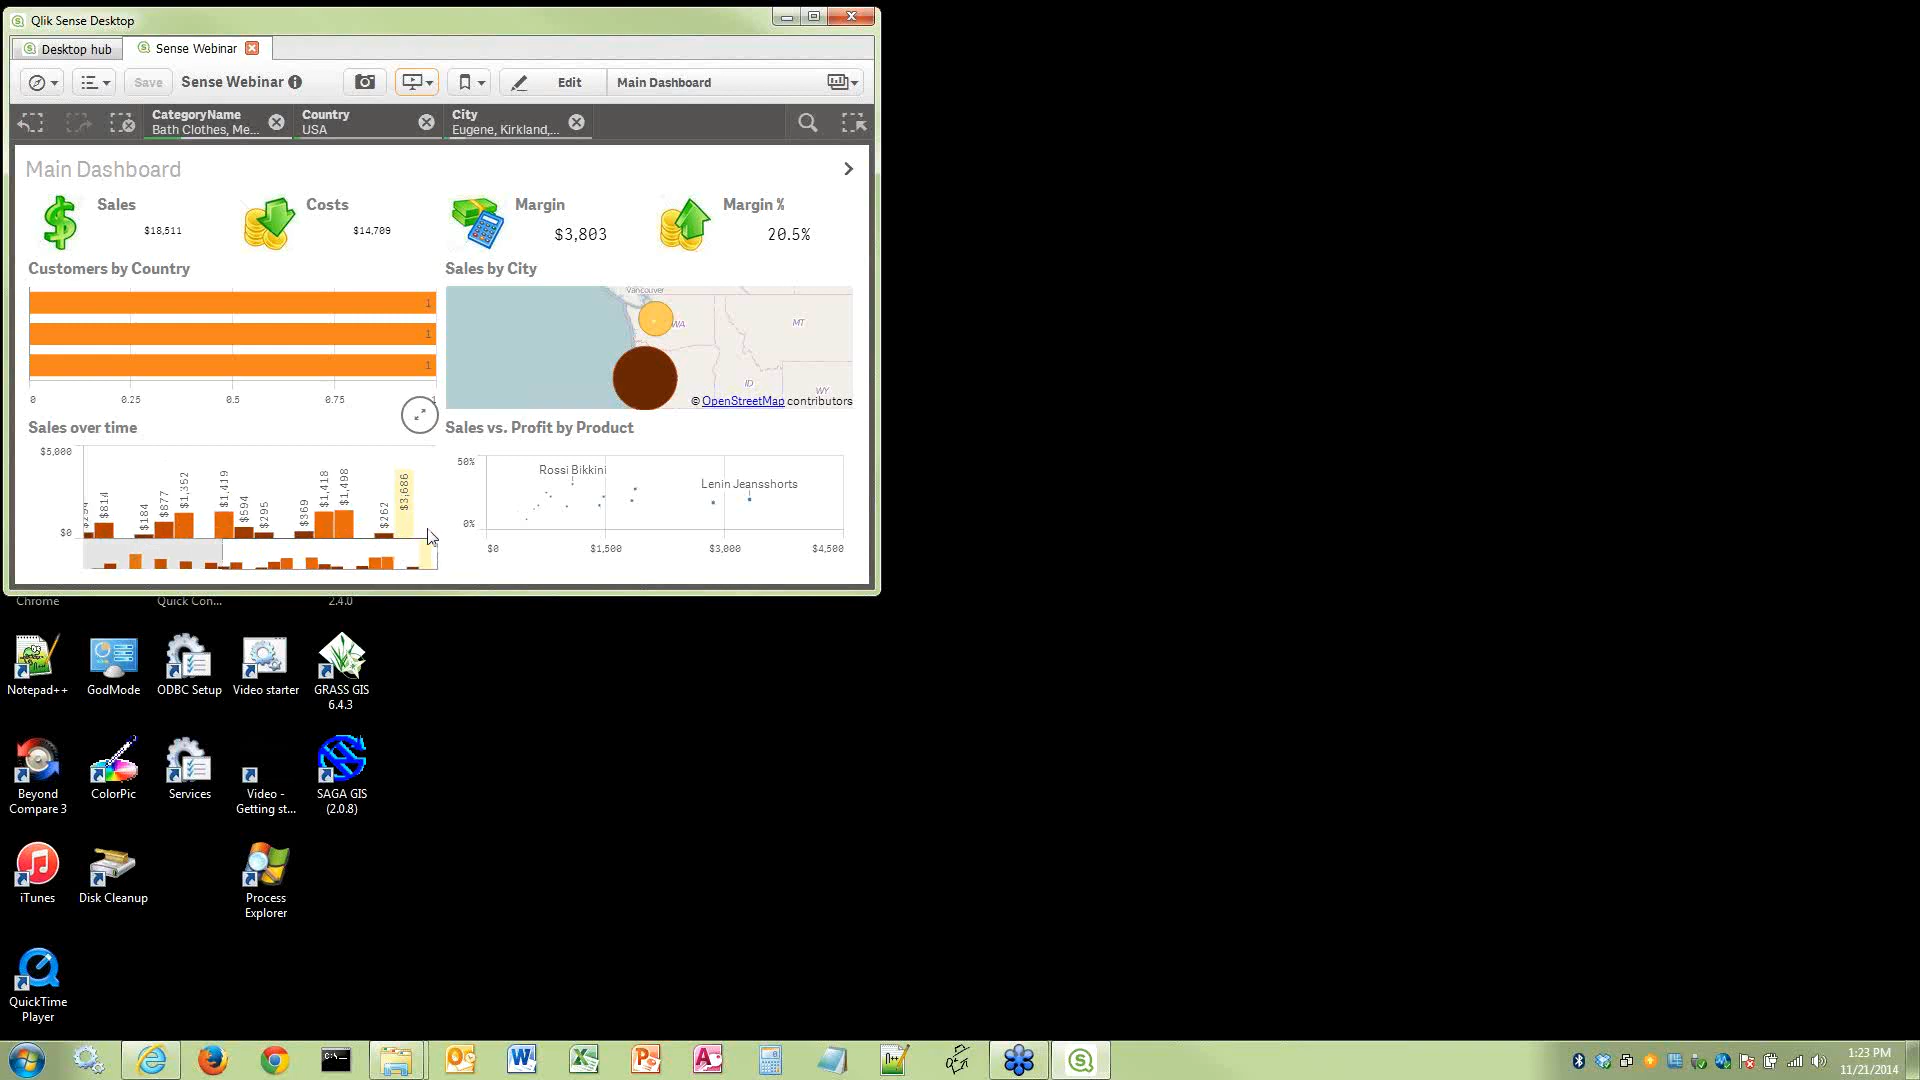 Qlik Sense Desktop
Desktop hub
Sense Webinar
Save
Sense Webinar
Edit
Main Dashboard
CategoryName
Bath Clothes, Me...
Country
USA
City
Eugene, Kirkland,...
Main Dashboard
Sales
$18,511
Costs
$14,709
Margin
$3,803
Margin %
20.5%
Customers by Country
1
1
1
0 0.25 0.5 0.75 1
Sales by City
Vancouver
WA
MT
ID
WY
© OpenStreetMap contributors
Sales over time
$5,000
$0
$814
$184
$877
$1,352
$1,419
$594
$295
$369
$1,418
$1,498
$262
$3,686
Sales vs. Profit by Product
50%
0%
Rossi Bikkini
Lenin Jeansshorts
$0 $1,500 $3,000 $4,500
Chrome
Quick Con...
2.4.0
Notepad++
GodMode
ODBC Setup
Video starter
GRASS GIS
6.4.3
Beyond
Compare 3
ColorPic
Services
Video -
Getting st...
SAGA GIS
(2.0.8)
iTunes
Disk Cleanup
Process
Explorer
QuickTime
Player
1:23 PM
11/21/2014